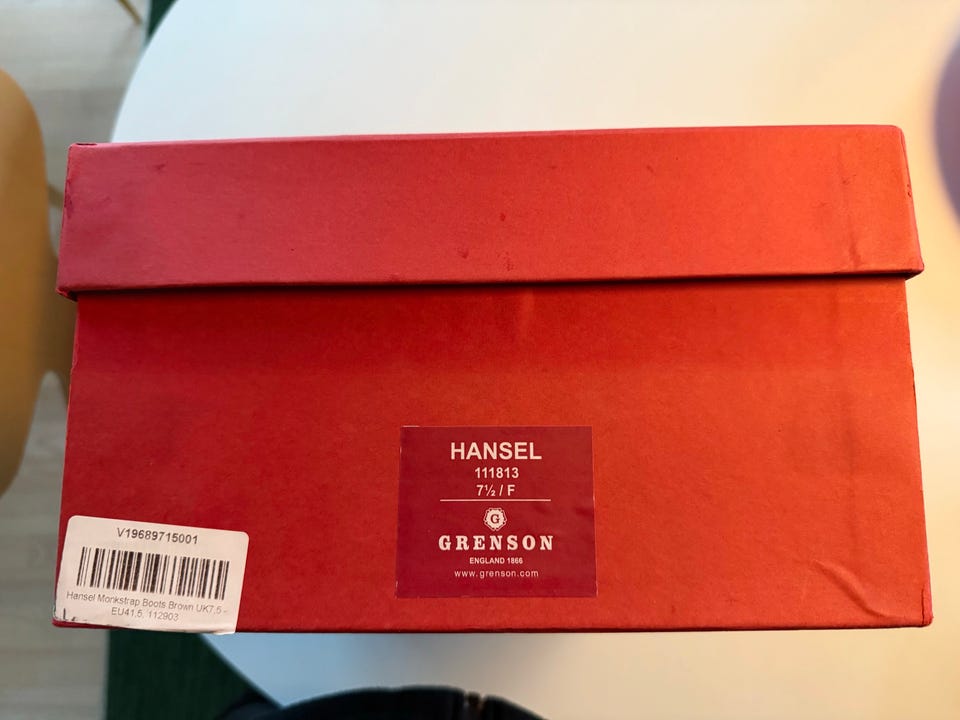 HANSEL
111813
7½ / F
G
GRENSON
ENGLAND 1866
www.grenson.com
V19689715001
Hansel Monkstrap Boots Brown UK7,5 -
EU41,5, 112903